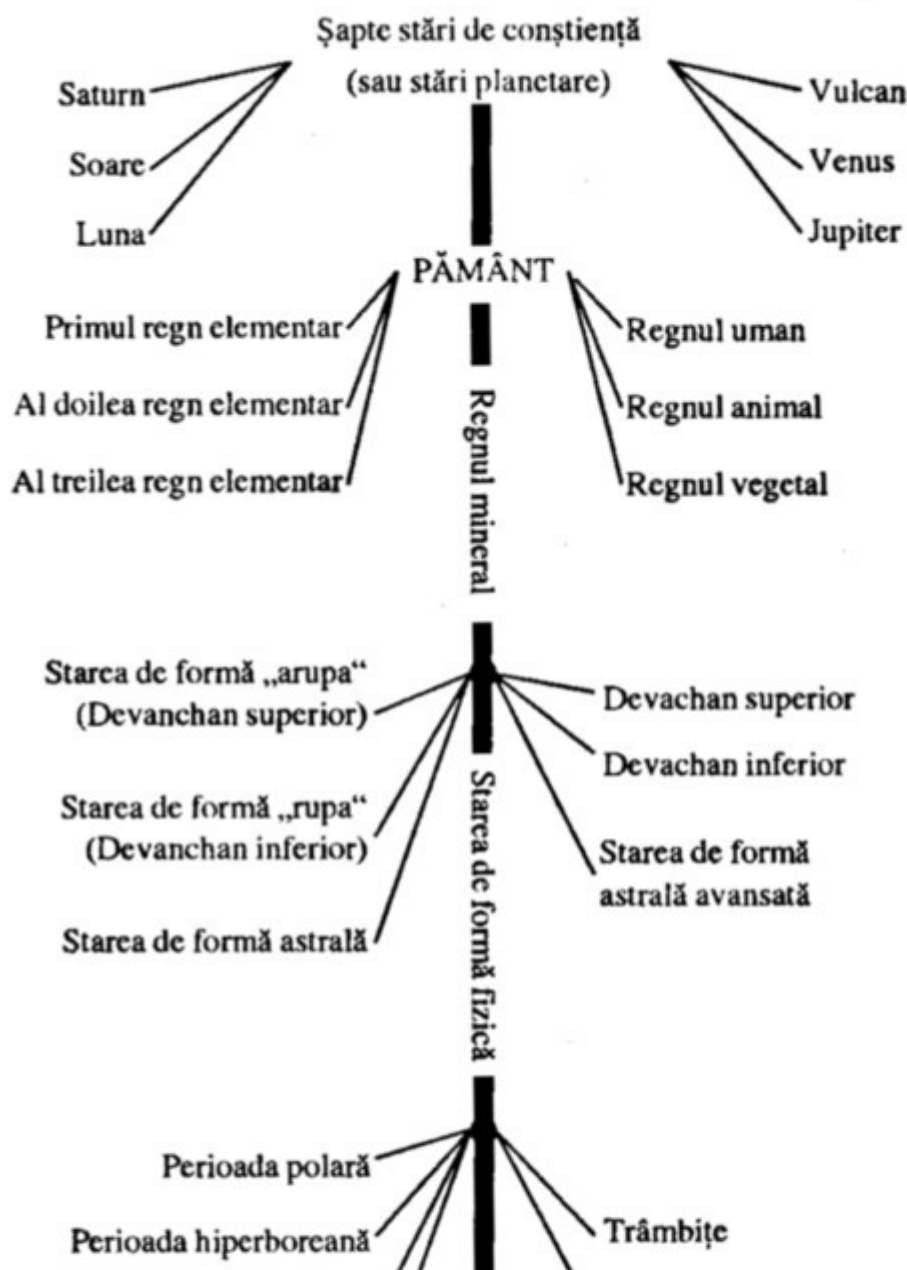 Șapte stări de conștiență
(sau stări planetare)
Saturn
Soare
Luna
Vulcan
Venus
Jupiter
PĂMÂNT
Primul regn elementar
Al doilea regn elementar
Al treilea regn elementar
Regnul mineral
Regnul uman
Regnul animal
Regnul vegetal
Starea de formă „arupa“
(Devanchan superior)
Starea de formă „rupa“
(Devanchan inferior)
Starea de formă astrală
Starea de formă fizică
Devachan superior
Devachan inferior
Starea de formă
astrală avansată
Perioada polară
Perioada hiperboreană
Trâmbițe